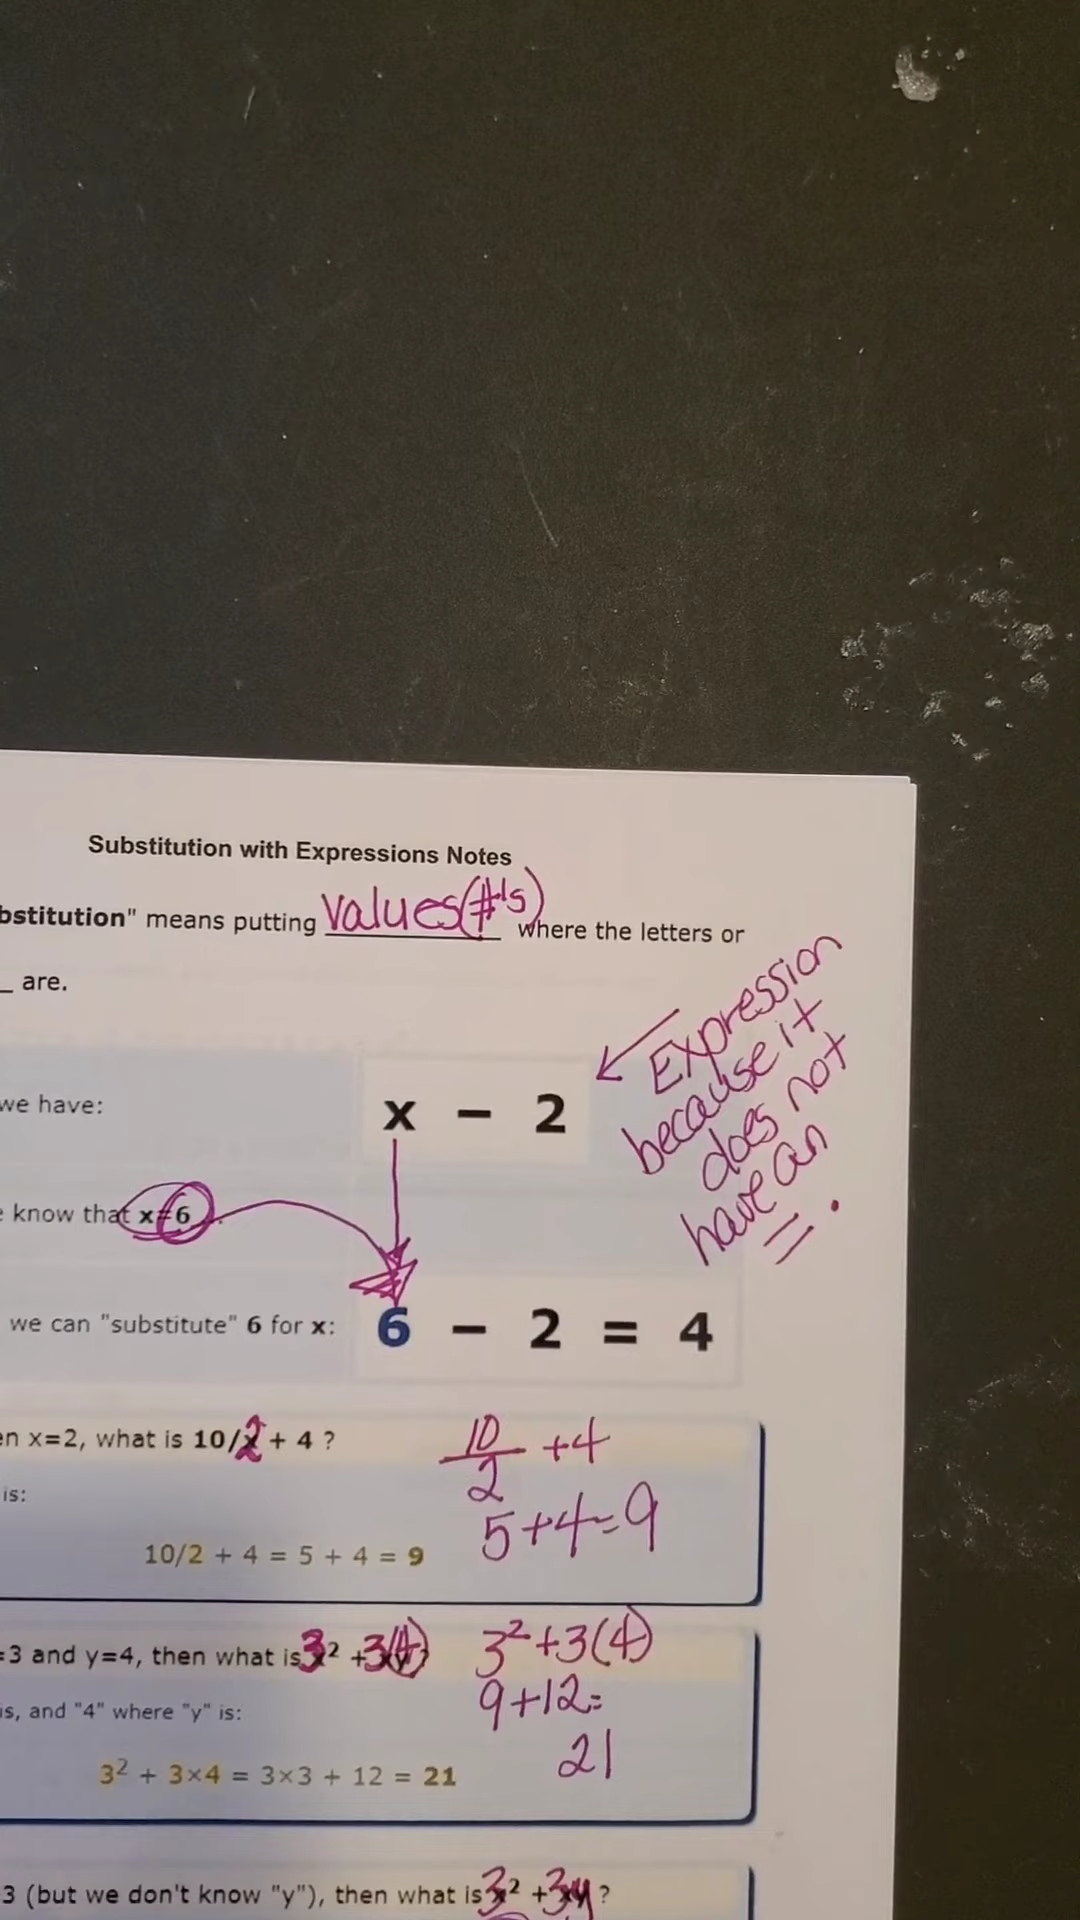 Substitution with Expressions Notes
bstitution" means putting values(#'s) where the letters or
_ are.
we have:
x − 2
Expression
because it
does not
have an
=.
know that x=6
we can "substitute" 6 for x:
6 − 2 = 4
en x=2, what is 10/2 + 4 ?
10/2 + 4
is:
5+4=9
10/2 + 4 = 5 + 4 = 9
=3 and y=4, then what is 3² + 3(4)?
3²+3(4)
9+12=
is, and "4" where "y" is:
21
3² + 3×4 = 3×3 + 12 = 21
3 (but we don't know "y"), then what is 3² + 3y ?